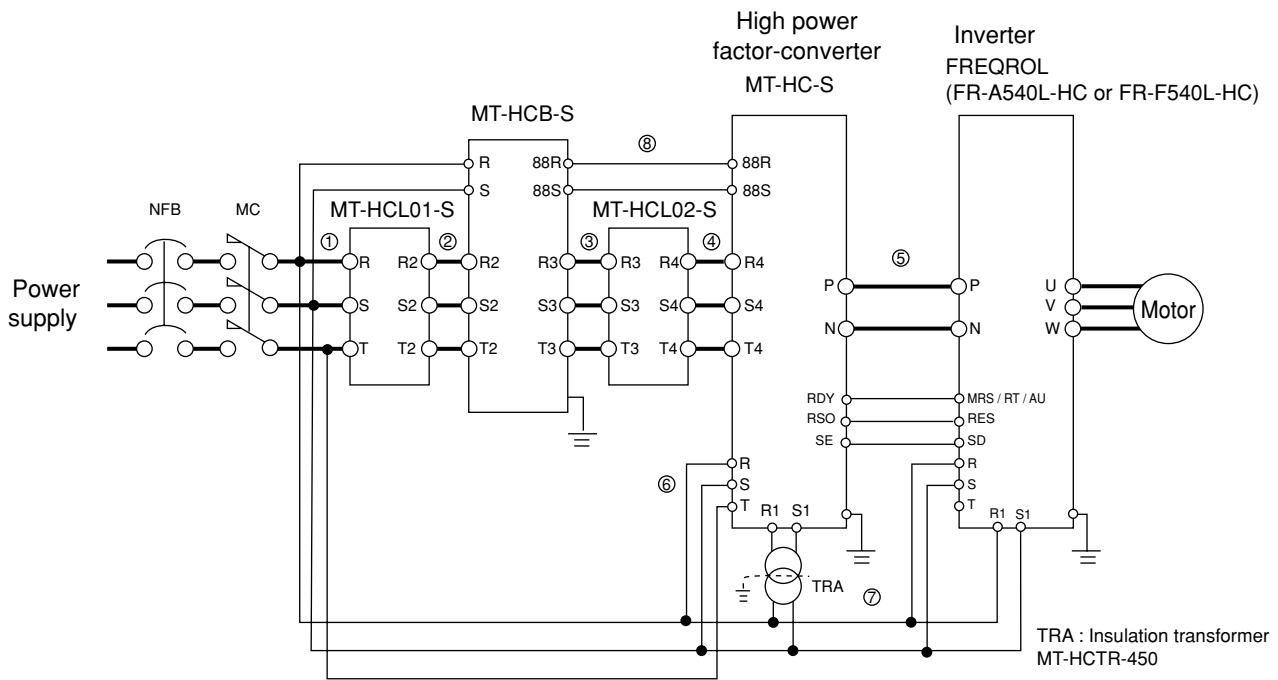 High power
factor-converter
MT-HC-S
Inverter
FREQROL
(FR-A540L-HC or FR-F540L-HC)
MT-HCB-S
R 88R ⑧ 88R
S 88S 88S
NFB MC MT-HCL01-S MT-HCL02-S
① ② ③ ④
R R2 R2 R3 R3 R4 R4
⑤
Power
supply
S S2 S2 S3 S3 S4 S4
T T2 T2 T3 T3 T4 T4
P P U
V
N N W
Motor
RDY MRS / RT / AU
RSO RES
SE SD
⑥
R R
S S
T T
R1 S1 R1 S1
TRA
⑦
TRA : Insulation transformer
MT-HCTR-450